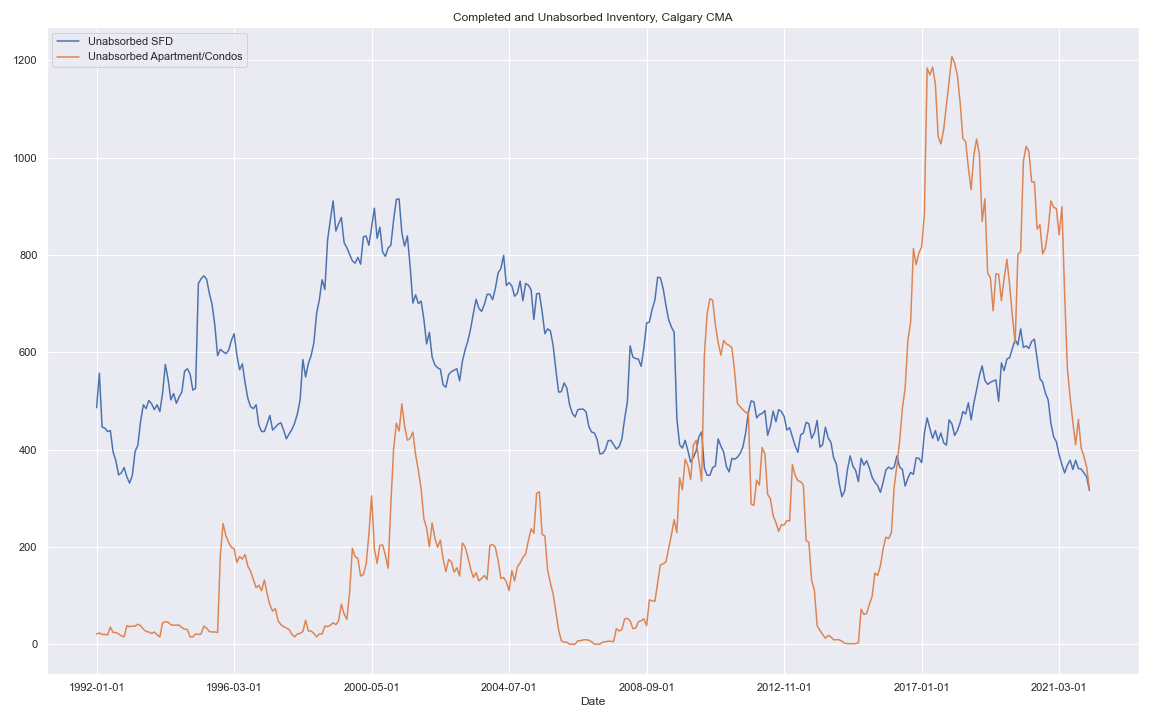 Completed and Unabsorbed Inventory, Calgary CMA
Unabsorbed SFD
Unabsorbed Apartment/Condos
1200
1000
800
600
400
200
0
1992-01-01 1996-03-01 2000-05-01 2004-07-01 2008-09-01 2012-11-01 2017-01-01 2021-03-01
Date